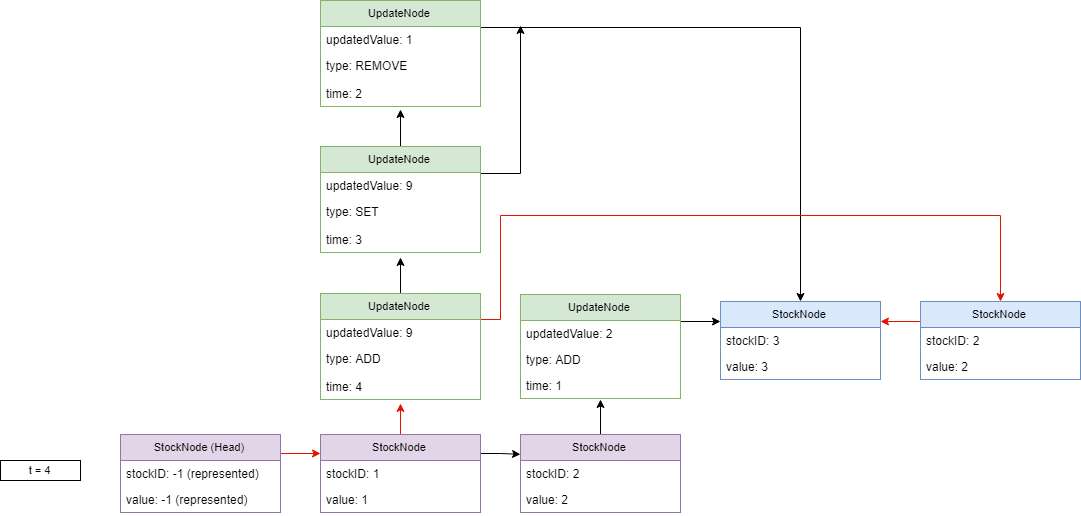 UpdateNode
updatedValue: 1
type: REMOVE
time: 2
UpdateNode
updatedValue: 9
type: SET
time: 3
UpdateNode
updatedValue: 9
type: ADD
time: 4
UpdateNode
updatedValue: 2
type: ADD
time: 1
StockNode
stockID: 3
value: 3
StockNode
stockID: 2
value: 2
t = 4
StockNode (Head)
stockID: -1 (represented)
value: -1 (represented)
StockNode
stockID: 1
value: 1
StockNode
stockID: 2
value: 2